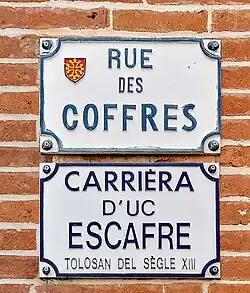 RUE
DES
COFFRES
CARRIÈRA
D'UC
ESCAFRE
TOLOSAN DEL SÈGLE XIII